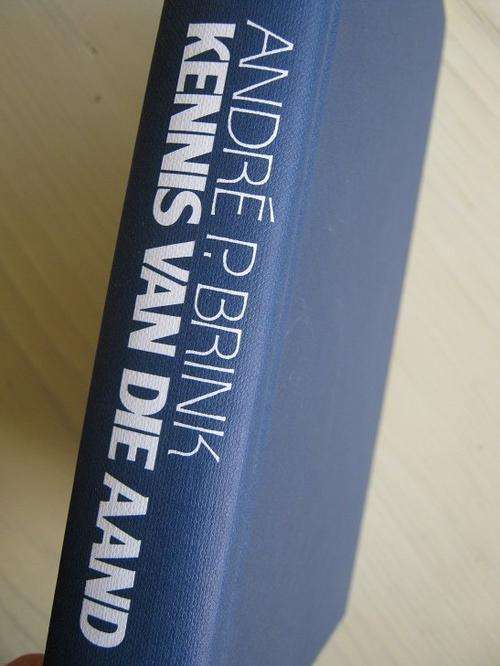 ANDRÉ P. BRINK
KENNIS VAN DIE AAND